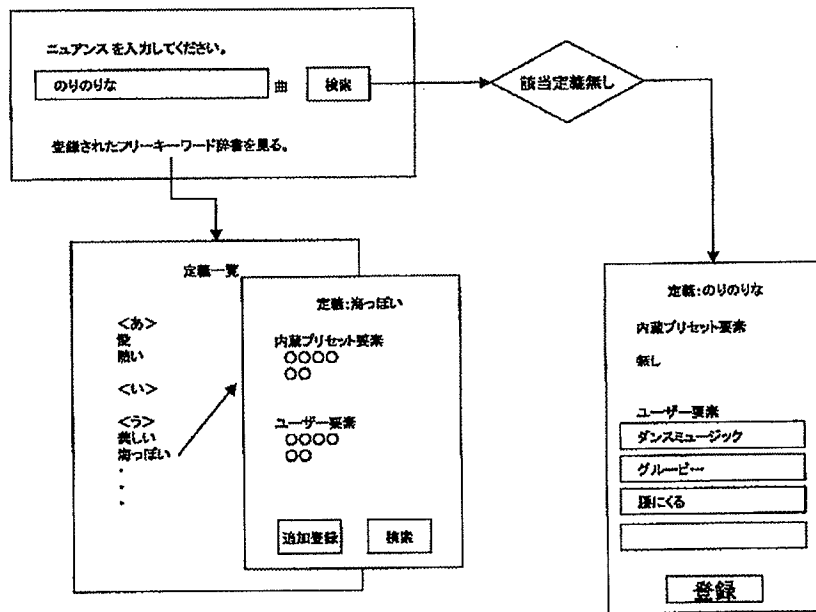 ニュアンスを入力してください。
のりのりな 曲 検索
登録されたフリーキーワード辞書を見る。
該当定義無し
定義一覧
<あ>
愛
熱い
<い>
<う>
美しい
海っぽい
・
・
・
定義:海っぽい
内蔵プリセット要素
○○○○
○○
ユーザー要素
○○○○
○○
追加登録 検索
定義:のりのりな
内蔵プリセット要素
無し
ユーザー要素
ダンスミュージック
グルービー
腰にくる
登録